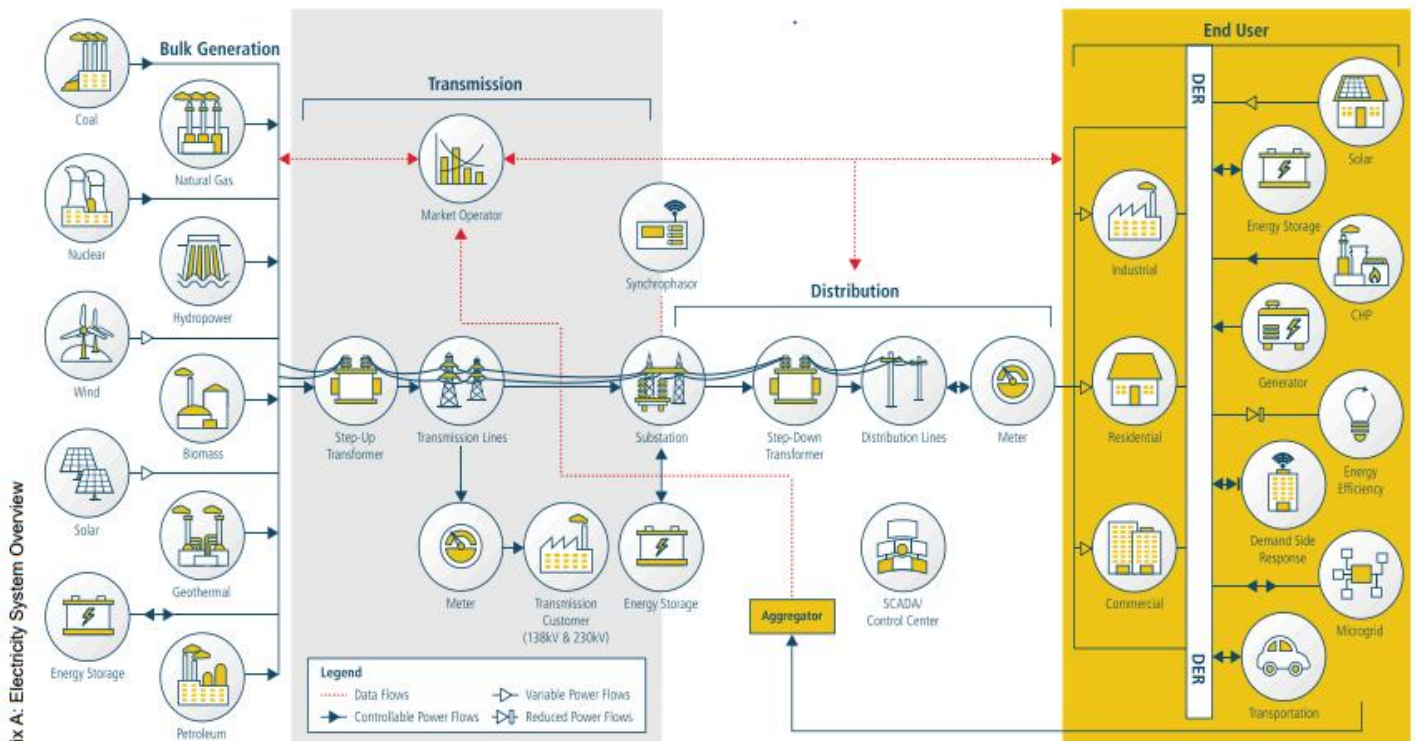 ix A: Electricity System Overview
Bulk Generation
Coal
Natural Gas
Nuclear
Hydropower
Wind
Biomass
Solar
Geothermal
Energy Storage
Petroleum
Transmission
Market Operator
Synchrophasor
Step-Up
Transformer
Transmission Lines
Substation
Meter
Transmission
Customer
(138kV & 230kV)
Energy Storage
Legend
Data Flows
Variable Power Flows
Controllable Power Flows
Reduced Power Flows
Distribution
Step-Down
Transformer
Distribution Lines
Meter
Aggregator
SCADA/
Control Center
End User
DER
Industrial
Residential
Commercial
DER
Solar
Energy Storage
CHP
Generator
Energy
Efficiency
Demand Side
Response
Microgrid
Transportation